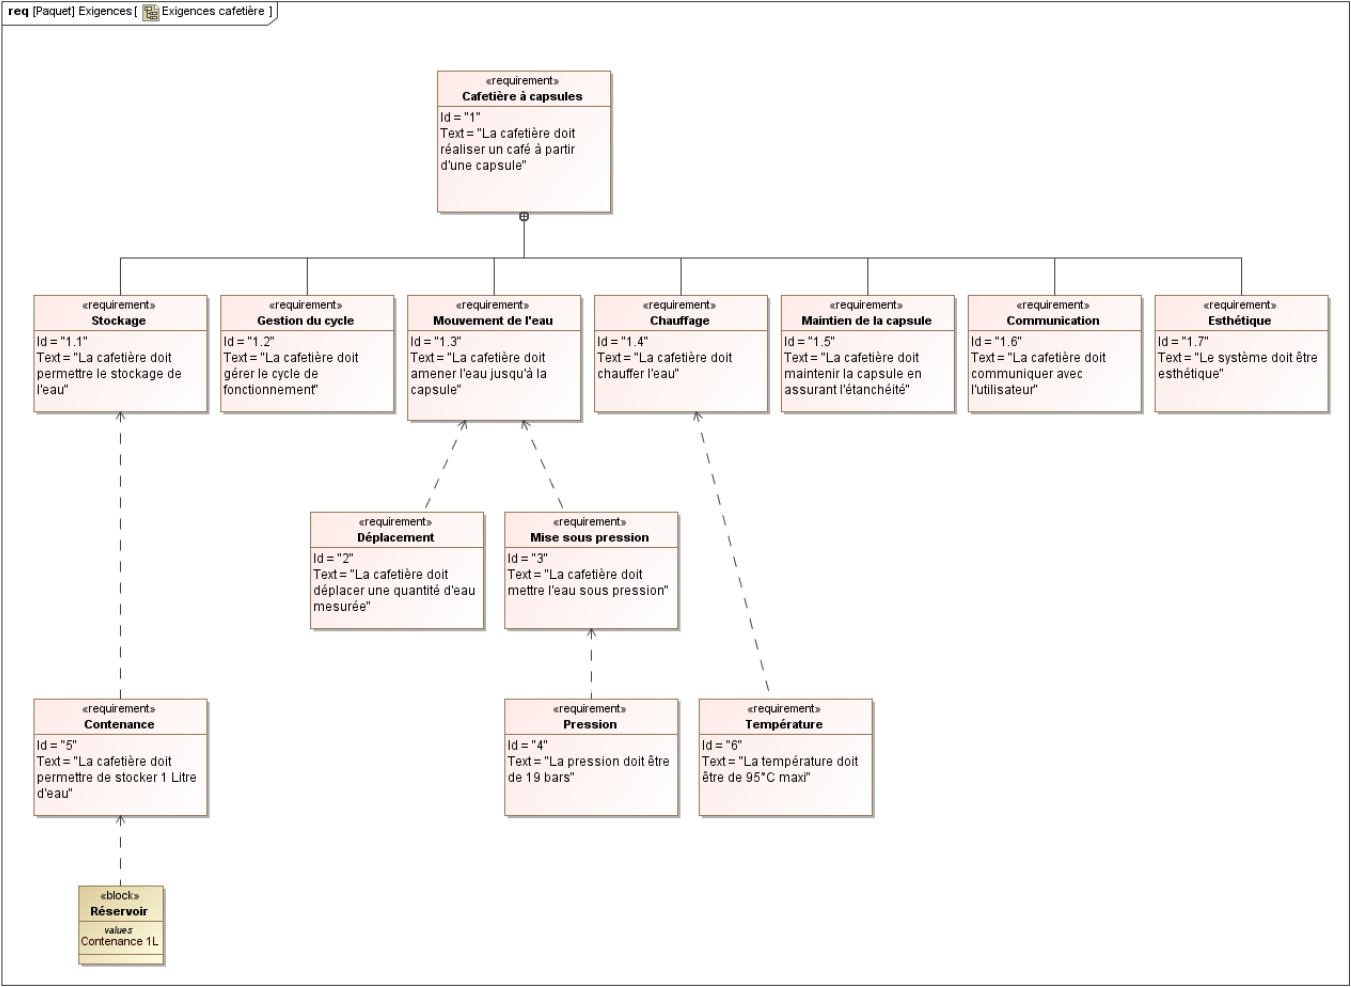 req [Paquet] Exigences [ Exigences cafetière ]
«requirement»
Cafetière à capsules
Id = "1"
Text = "La cafetière doit
réaliser un café à partir
d'une capsule"
«requirement»
Stockage
Id = "1.1"
Text = "La cafetière doit
permettre le stockage de
l'eau"
«requirement»
Gestion du cycle
Id = "1.2"
Text = "La cafetière doit
gérer le cycle de
fonctionnement"
«requirement»
Mouvement de l'eau
Id = "1.3"
Text = "La cafetière doit
amener l'eau jusqu'à la
capsule"
«requirement»
Chauffage
Id = "1.4"
Text = "La cafetière doit
chauffer l'eau"
«requirement»
Maintien de la capsule
Id = "1.5"
Text = "La cafetière doit
maintenir la capsule en
assurant l'étanchéité"
«requirement»
Communication
Id = "1.6"
Text = "La cafetière doit
communiquer avec
l'utilisateur"
«requirement»
Esthétique
Id = "1.7"
Text = "Le système doit être
esthétique"
«requirement»
Déplacement
Id = "2"
Text = "La cafetière doit
déplacer une quantité d'eau
mesurée"
«requirement»
Mise sous pression
Id = "3"
Text = "La cafetière doit
mettre l'eau sous pression"
«requirement»
Contenance
Id = "5"
Text = "La cafetière doit
permettre de stocker 1 Litre
d'eau"
«requirement»
Pression
Id = "4"
Text = "La pression doit être
de 19 bars"
«requirement»
Température
Id = "6"
Text = "La température doit
être de 95°C maxi"
«block»
Réservoir
values
Contenance 1L